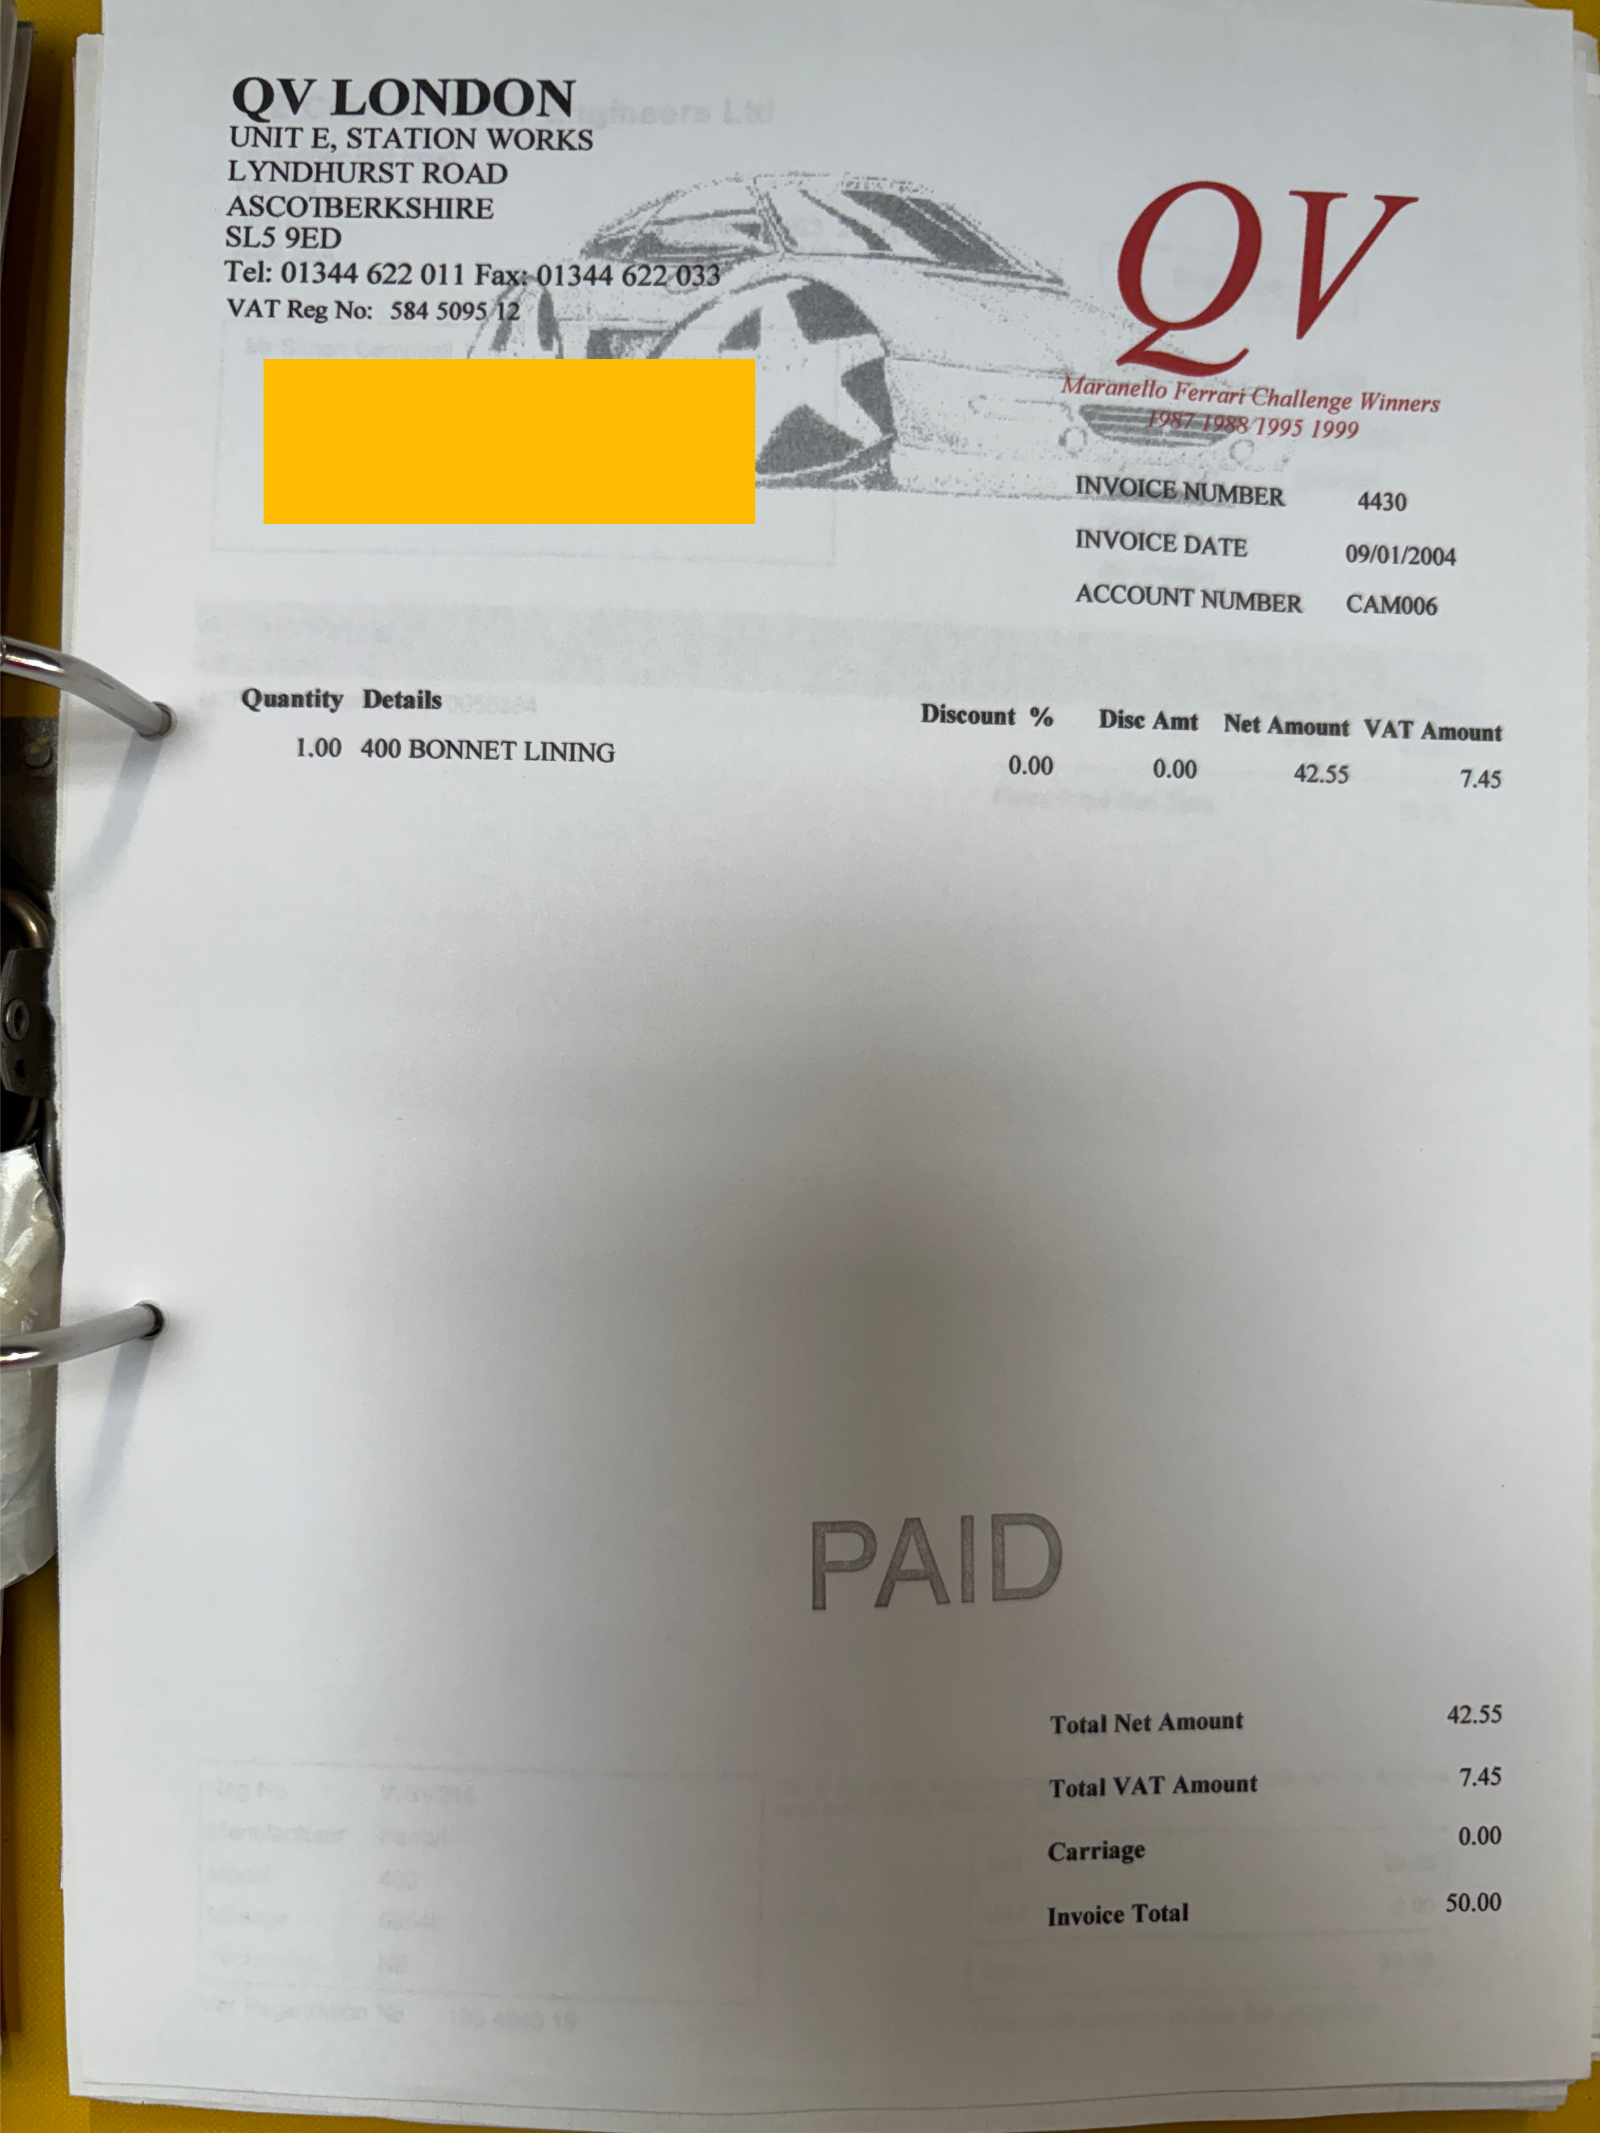 QV LONDON
UNIT E, STATION WORKS
LYNDHURST ROAD
ASCOTBERKSHIRE
SL5 9ED
Tel: 01344 622 011 Fax: 01344 622 033
VAT Reg No: 584 5095 12
QV
Maranello Ferrari Challenge Winners
1987 1988 1995 1999
INVOICE NUMBER 4430
INVOICE DATE 09/01/2004
ACCOUNT NUMBER CAM006
Quantity Details Discount % Disc Amt Net Amount VAT Amount
1.00 400 BONNET LINING 0.00 0.00 42.55 7.45
PAID
Total Net Amount 42.55
Total VAT Amount 7.45
Carriage 0.00
Invoice Total 50.00